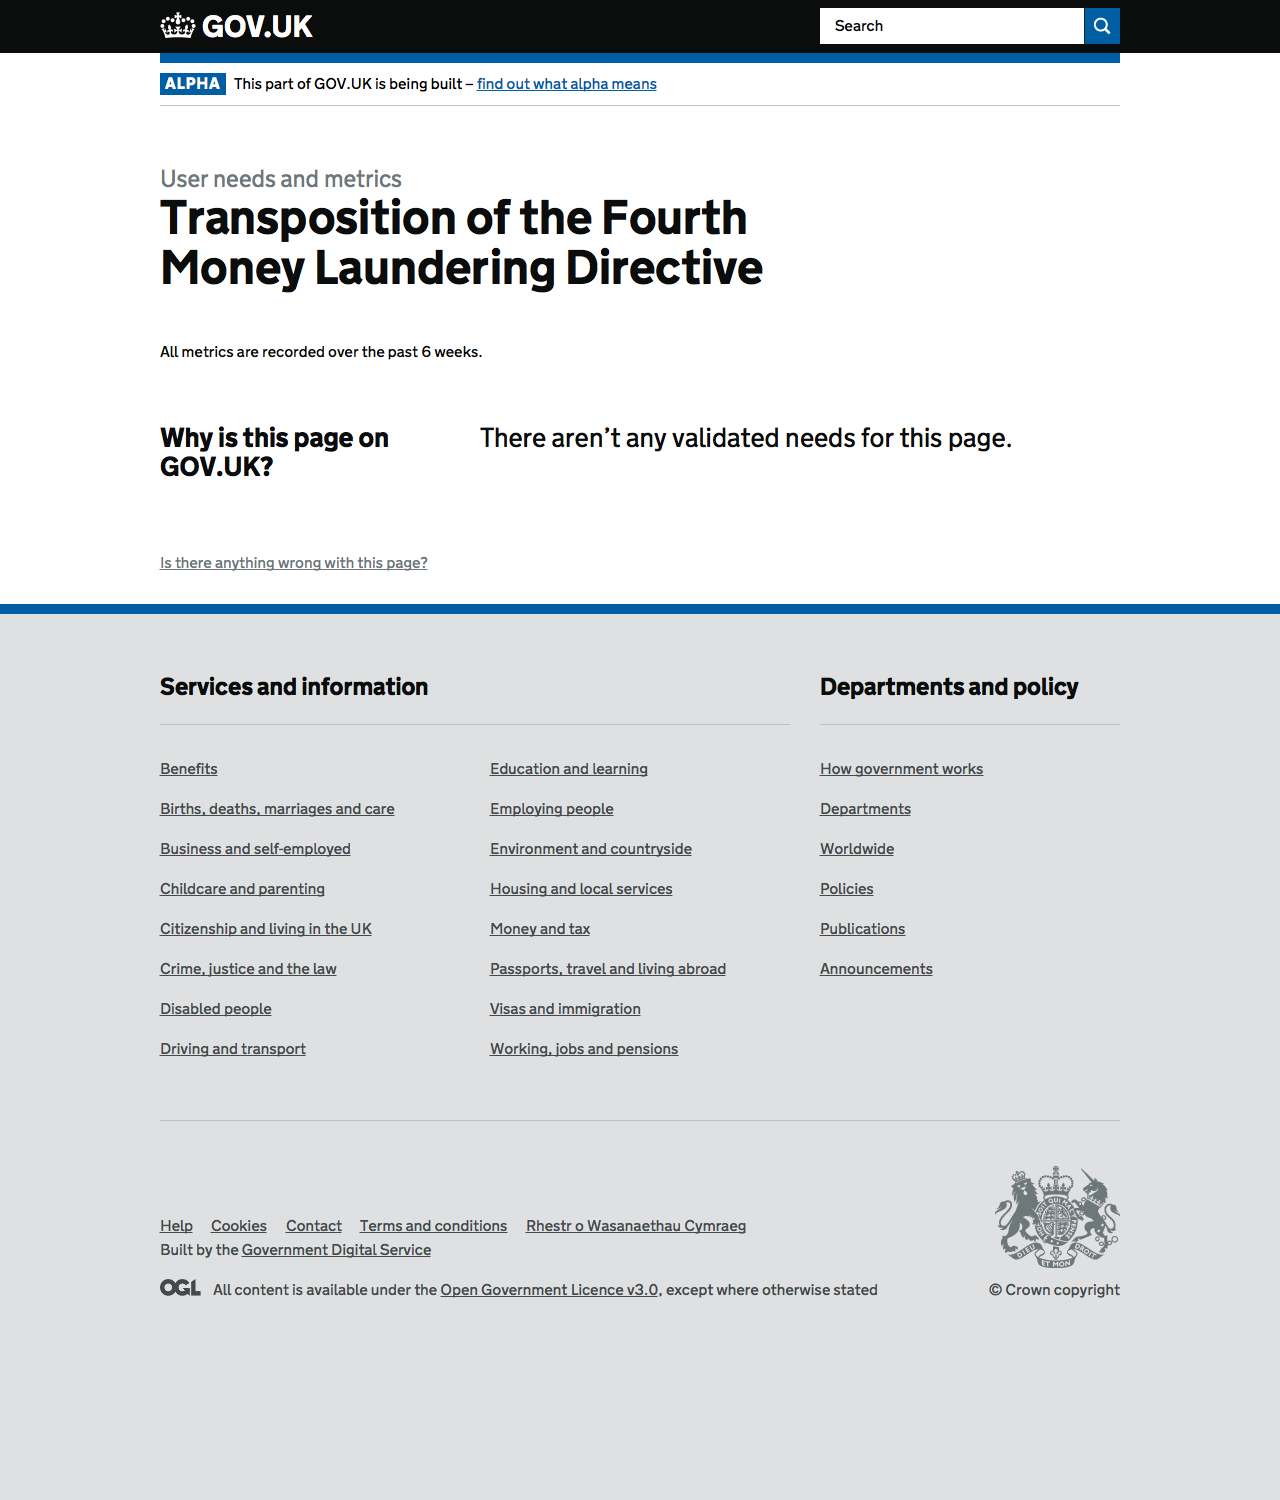 GOV.UK
Search
ALPHA This part of GOV.UK is being built – find out what alpha means
User needs and metrics
Transposition of the Fourth
Money Laundering Directive
All metrics are recorded over the past 6 weeks.
Why is this page on
GOV.UK?
There aren’t any validated needs for this page.
Is there anything wrong with this page?
Services and information
Benefits
Births, deaths, marriages and care
Business and self-employed
Childcare and parenting
Citizenship and living in the UK
Crime, justice and the law
Disabled people
Driving and transport
Education and learning
Employing people
Environment and countryside
Housing and local services
Money and tax
Passports, travel and living abroad
Visas and immigration
Working, jobs and pensions
Departments and policy
How government works
Departments
Worldwide
Policies
Publications
Announcements
Help Cookies Contact Terms and conditions Rhestr o Wasanaethau Cymraeg
Built by the Government Digital Service
OGL All content is available under the Open Government Licence v3.0, except where otherwise stated
DIEU ET MON DROIT
© Crown copyright